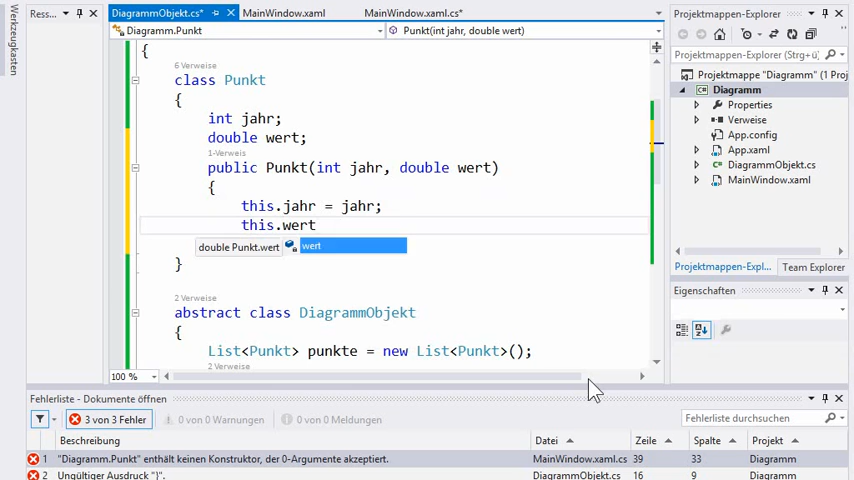 Werkzeugkasten
Ress...
DiagrammObjekt.cs*
MainWindow.xaml
MainWindow.xaml.cs*
Diagramm.Punkt
Punkt(int jahr, double wert)
{
6 Verweise
class Punkt
{
int jahr;
double wert;
1-Verweis
public Punkt(int jahr, double wert)
{
this.jahr = jahr;
this.wert
double Punkt.wert
wert
}
2 Verweise
abstract class DiagrammObjekt
{
List<Punkt> punkte = new List<Punkt>();
2 Verweise
100 %
Projektmappen-Explorer
Projektmappen-Explorer (Strg+ü)
Projektmappe "Diagramm" (1 Proj
Diagramm
Properties
Verweise
App.config
App.xaml
DiagrammObjekt.cs
MainWindow.xaml
Projektmappen-Expl...
Team Explorer
Eigenschaften
Fehlerliste - Dokumente öffnen
3 von 3 Fehler
0 von 0 Warnungen
0 von 0 Meldungen
Fehlerliste durchsuchen
Beschreibung
Datei
Zeile
Spalte
Projekt
1
"Diagramm.Punkt" enthält keinen Konstruktor, der 0-Argumente akzeptiert.
MainWindow.xaml.cs
39
33
Diagramm
2
Ungültiger Ausdruck "}".
DiagrammObjekt.cs
16
9
Diagramm